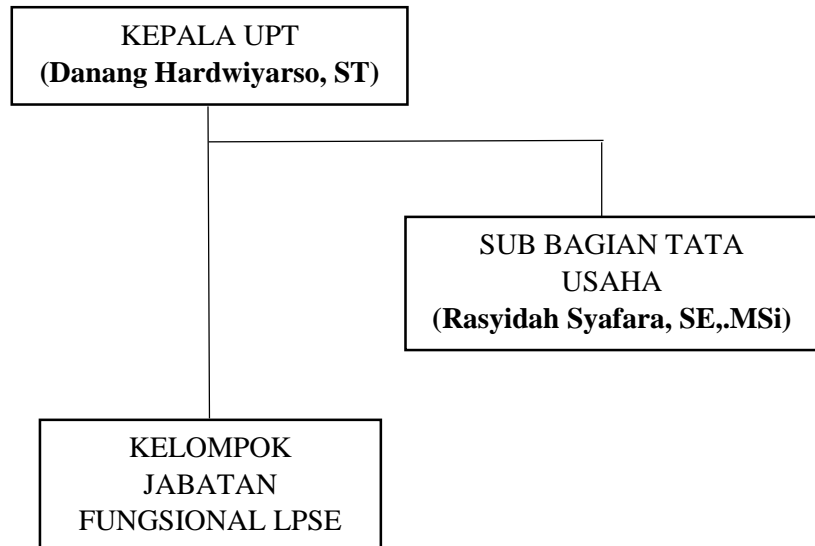 KEPALA UPT
(Danang Hardwiyarso, ST)
SUB BAGIAN TATA
USAHA
(Rasyidah Syafara, SE,.MSi)
KELOMPOK
JABATAN
FUNGSIONAL LPSE